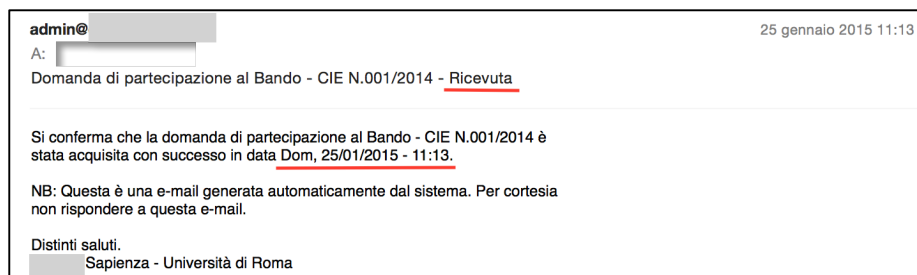 admin@
25 gennaio 2015 11:13
A:
Domanda di partecipazione al Bando - CIE N.001/2014 - Ricevuta
Si conferma che la domanda di partecipazione al Bando - CIE N.001/2014 è
stata acquisita con successo in data Dom, 25/01/2015 - 11:13.
NB: Questa è una e-mail generata automaticamente dal sistema. Per cortesia
non rispondere a questa e-mail.
Distinti saluti.
Sapienza - Università di Roma